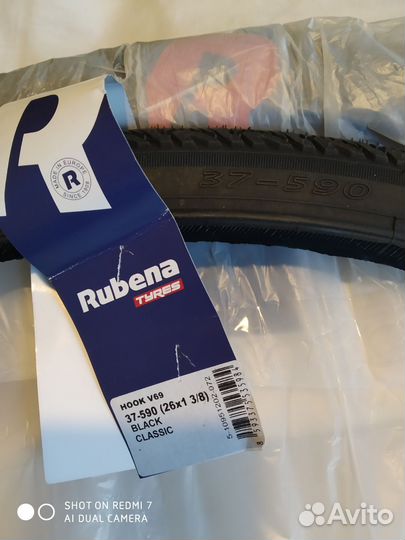 37-590
MADE IN EUROPE
R
SINCE 1908
Rubena
TYRES
HOOK V69
37-590 (26x1 3/8)
BLACK
CLASSIC
SHOT ON REDMI 7
AI DUAL CAMERA
Avito